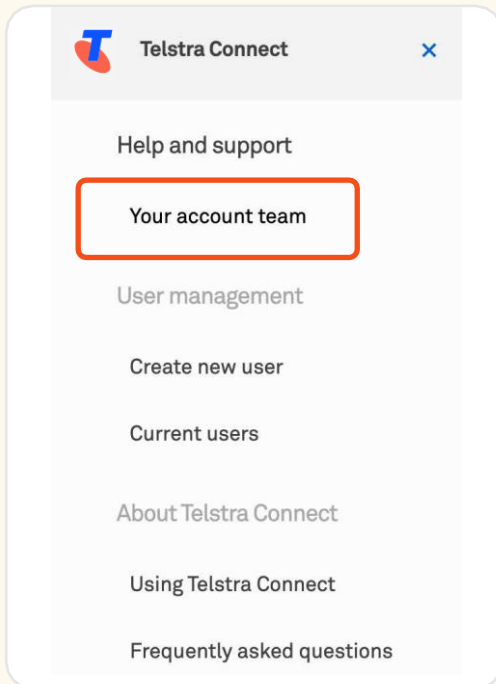 Telstra Connect
Help and support
Your account team
User management
Create new user
Current users
About Telstra Connect
Using Telstra Connect
Frequently asked questions